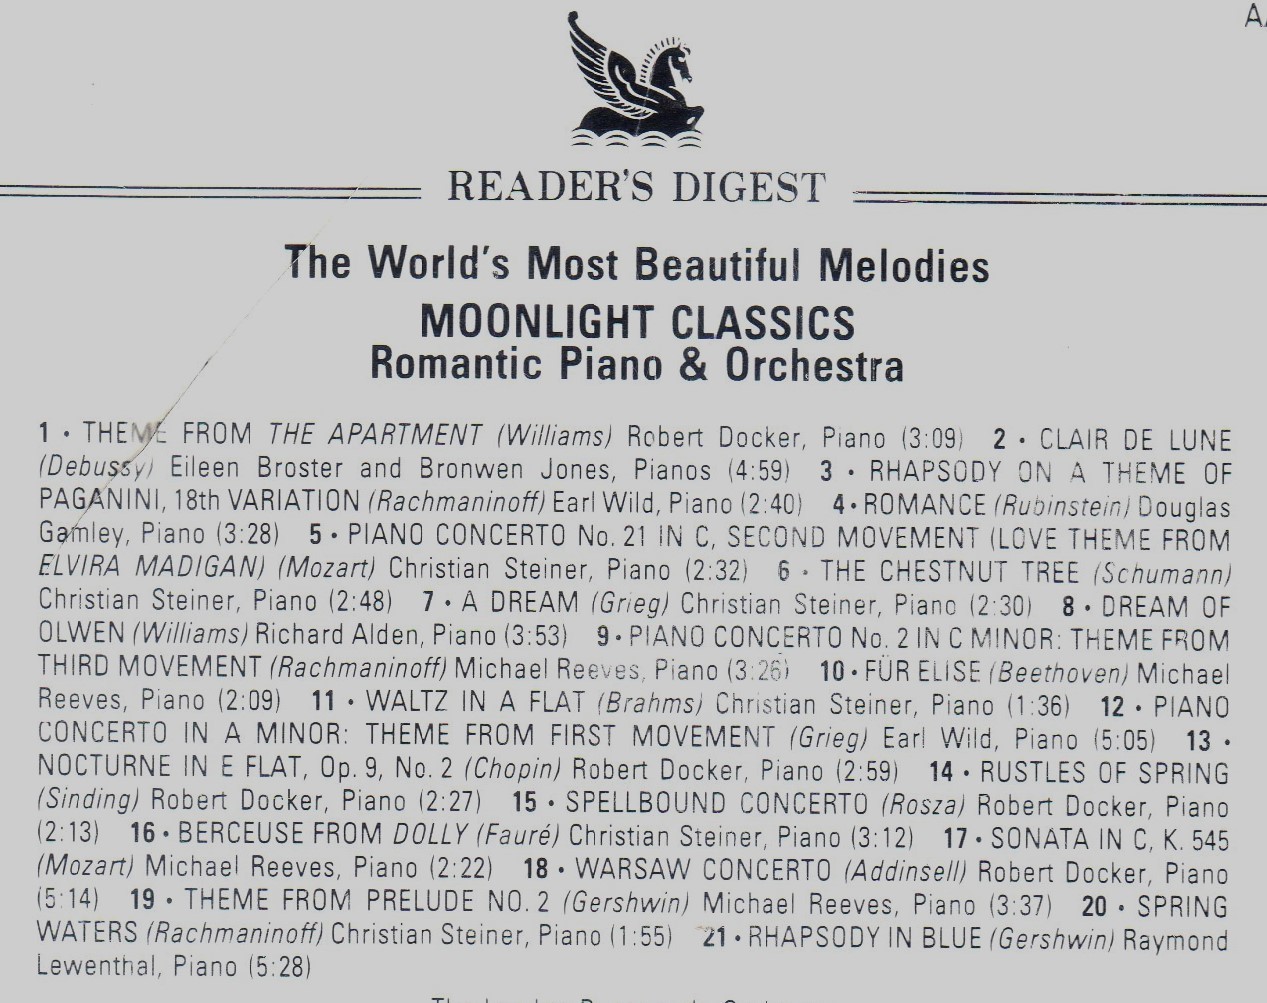 READER'S DIGEST
The World's Most Beautiful Melodies
MOONLIGHT CLASSICS
Romantic Piano & Orchestra
1 • THEME FROM THE APARTMENT (Williams) Robert Docker, Piano (3:09) 2 • CLAIR DE LUNE
(Debussy) Eileen Broster and Bronwen Jones, Pianos (4:59) 3 • RHAPSODY ON A THEME OF
PAGANINI, 18th VARIATION (Rachmaninoff) Earl Wild, Piano (2:40) 4 • ROMANCE (Rubinstein) Douglas
Gamley, Piano (3:28) 5 • PIANO CONCERTO No. 21 IN C, SECOND MOVEMENT (LOVE THEME FROM
ELVIRA MADIGAN) (Mozart) Christian Steiner, Piano (2:32) 6 • THE CHESTNUT TREE (Schumann)
Christian Steiner, Piano (2:48) 7 • A DREAM (Grieg) Christian Steiner, Piano (2:30) 8 • DREAM OF
OLWEN (Williams) Richard Alden, Piano (3:53) 9 • PIANO CONCERTO No. 2 IN C MINOR: THEME FROM
THIRD MOVEMENT (Rachmaninoff) Michael Reeves, Piano (3:26) 10 • FÜR ELISE (Beethoven) Michael
Reeves, Piano (2:09) 11 • WALTZ IN A FLAT (Brahms) Christian Steiner, Piano (1:36) 12 • PIANO
CONCERTO IN A MINOR: THEME FROM FIRST MOVEMENT (Grieg) Earl Wild, Piano (5:05) 13 •
NOCTURNE IN E FLAT, Op. 9, No. 2 (Chopin) Robert Docker, Piano (2:59) 14 • RUSTLES OF SPRING
(Sinding) Robert Docker, Piano (2:27) 15 • SPELLBOUND CONCERTO (Rosza) Robert Docker, Piano
(2:13) 16 • BERCEUSE FROM DOLLY (Fauré) Christian Steiner, Piano (3:12) 17 • SONATA IN C, K. 545
(Mozart) Michael Reeves, Piano (2:22) 18 • WARSAW CONCERTO (Addinsell) Robert Docker, Piano
(5:14) 19 • THEME FROM PRELUDE NO. 2 (Gershwin) Michael Reeves, Piano (3:37) 20 • SPRING
WATERS (Rachmaninoff) Christian Steiner, Piano (1:55) 21 • RHAPSODY IN BLUE (Gershwin) Raymond
Lewenthal, Piano (5:28)